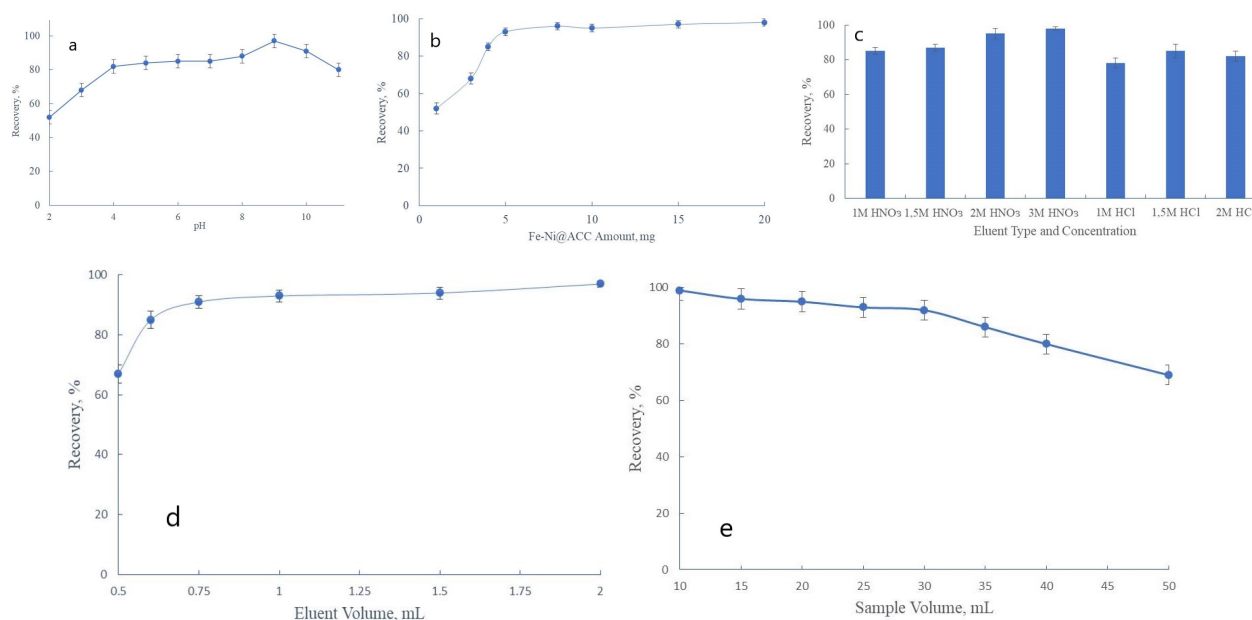 a
100
80
60
40
20
0
Recovery, %
2 4 6 8 10
pH
b
100
80
60
40
20
0
Recovery, %
0 5 10 15 20
Fe-Ni@ACC Amount, mg
c
100
80
60
40
20
0
Recovery, %
1M HNO₃ 1,5M HNO₃ 2M HNO₃ 3M HNO₃ 1M HCl 1,5M HCl 2M HC
Eluent Type and Concentration
d
100
80
60
40
20
0
Recovery, %
0.5 0.75 1 1.25 1.5 1.75 2
Eluent Volume, mL
e
100
80
60
40
20
0
Recovery, %
10 15 20 25 30 35 40 50
Sample Volume, mL